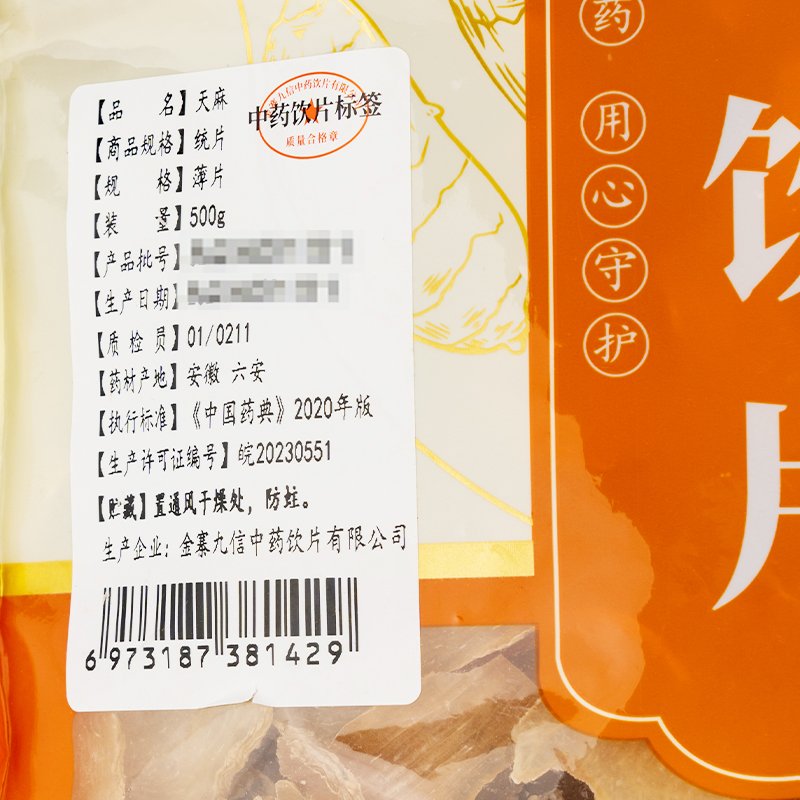 【品　名】天麻
中药饮片标签
质量合格章
【商品规格】统片
【规　格】薄片
【装　量】500g
【产品批号】
【生产日期】
【质 检 员】01/0211
【药材产地】安徽 六安
【执行标准】《中国药典》2020年版
【生产许可证编号】皖20230551
【贮藏】置通风干燥处，防蛀。
生产企业：金寨九信中药饮片有限公司
6 973187 381429
药
用
心
守
护
饮
片